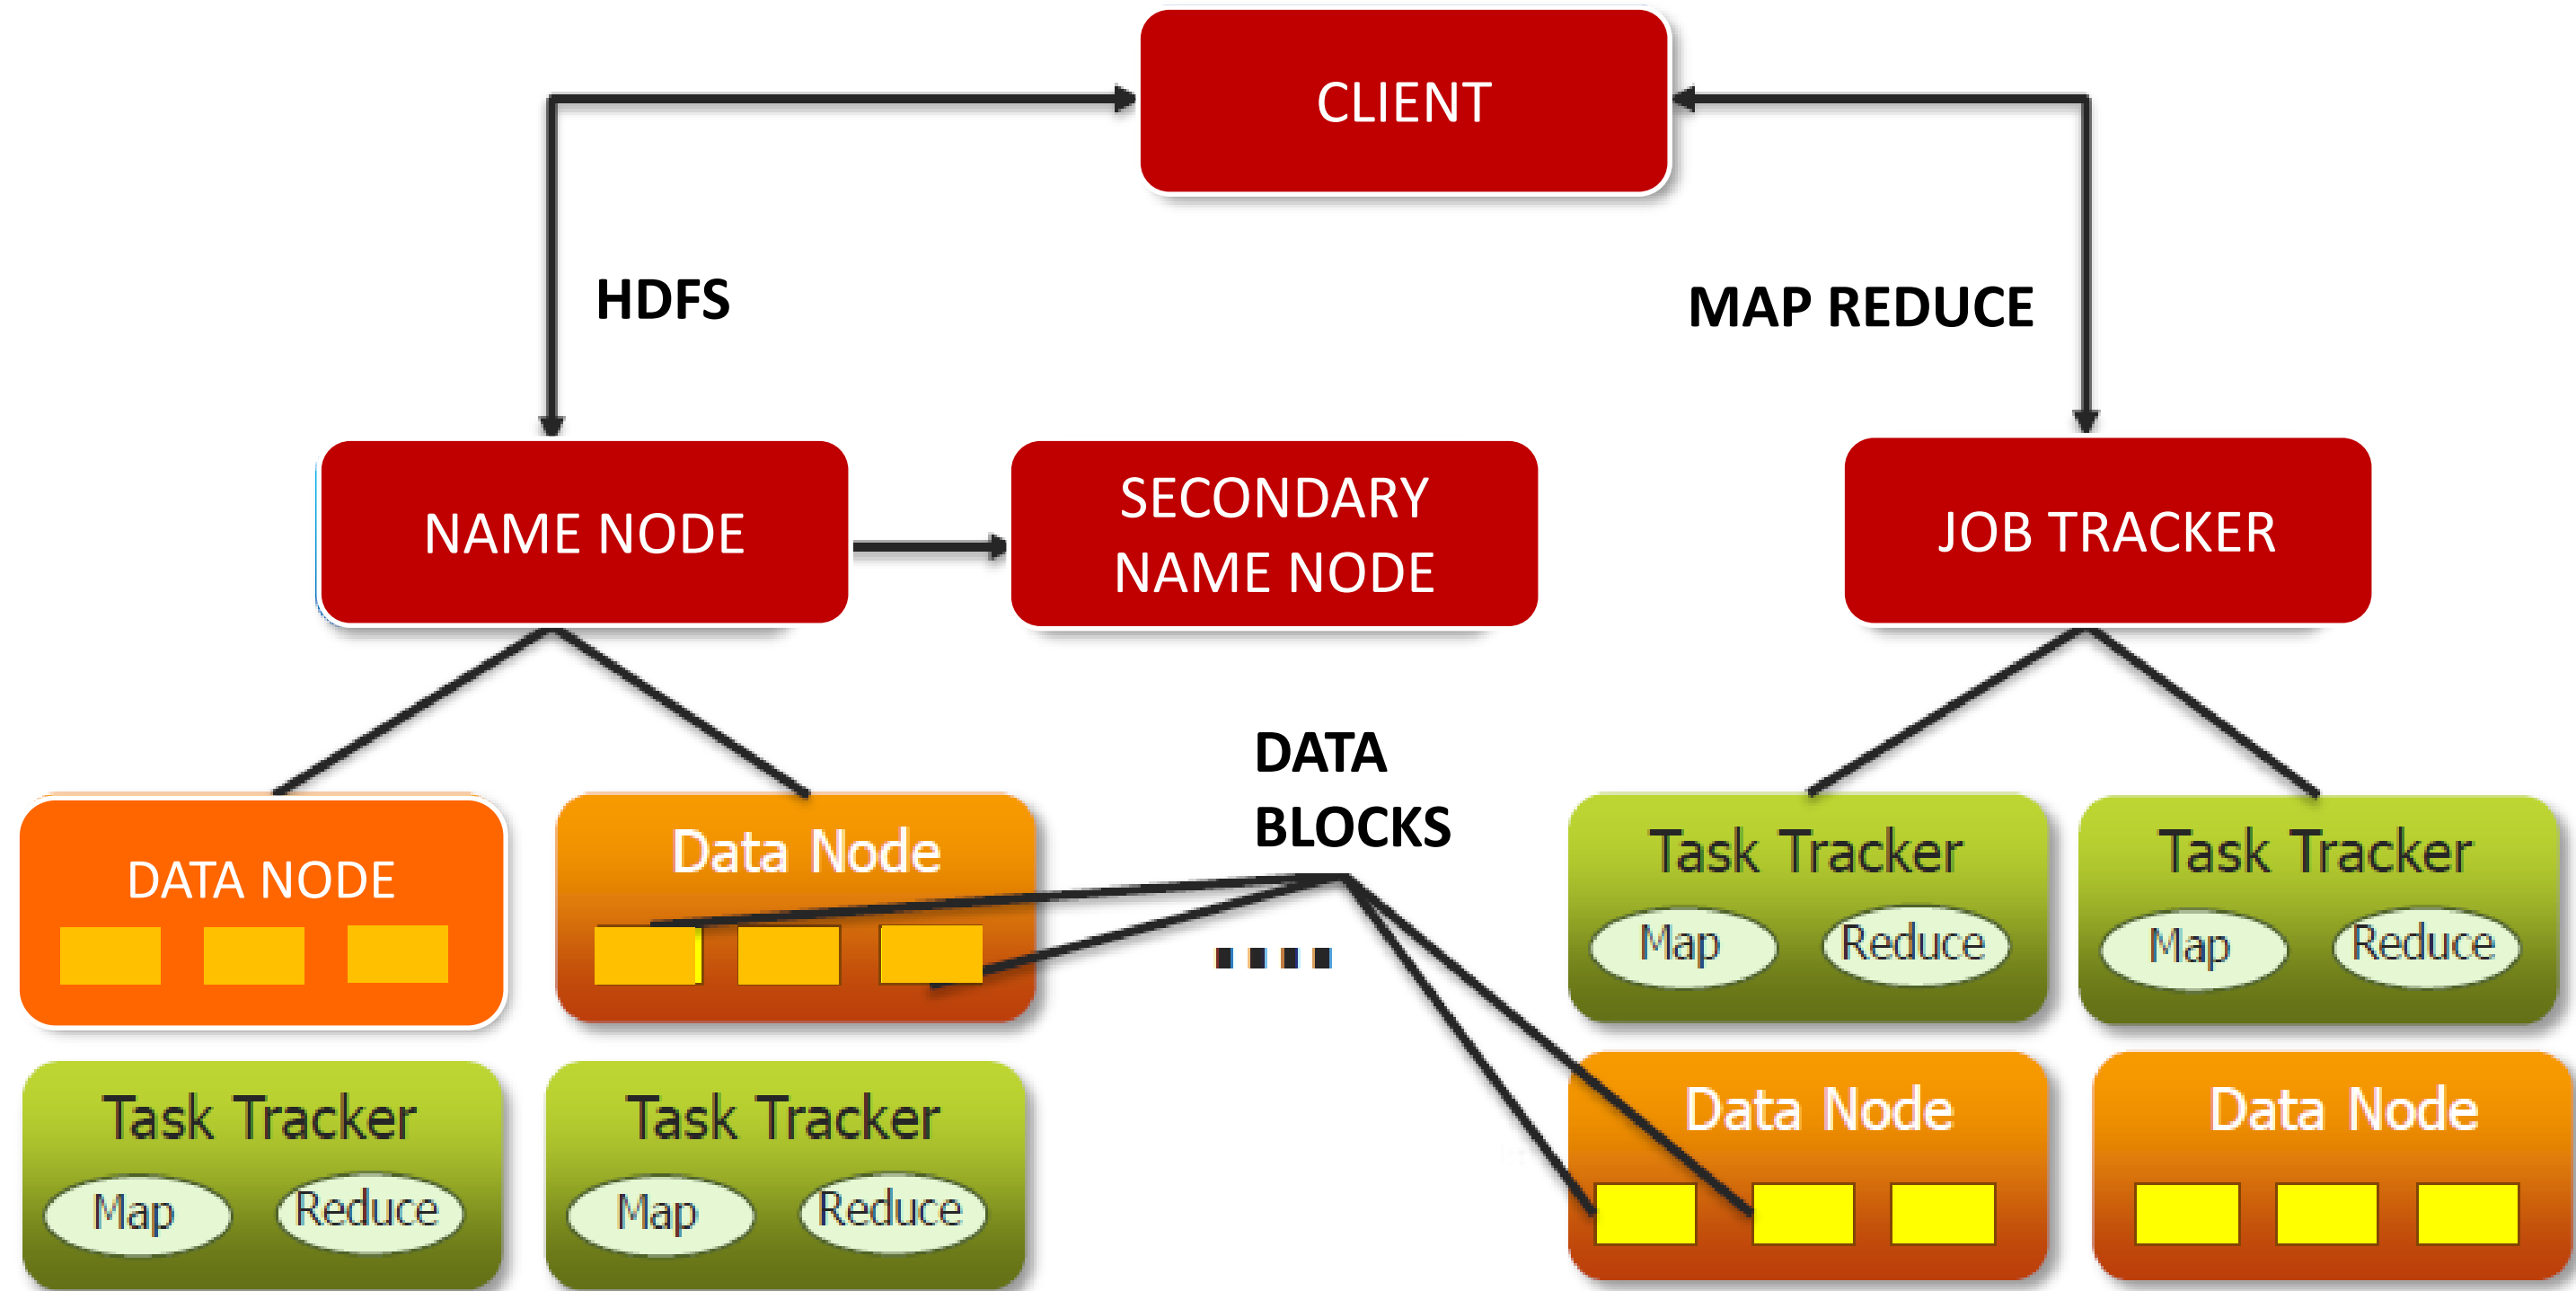 CLIENT
HDFS
MAP REDUCE
NAME NODE
SECONDARY
NAME NODE
JOB TRACKER
DATA
BLOCKS
DATA NODE
Data Node
Task Tracker
Map
Reduce
Task Tracker
Map
Reduce
Task Tracker
Map
Reduce
Task Tracker
Map
Reduce
Data Node
Data Node